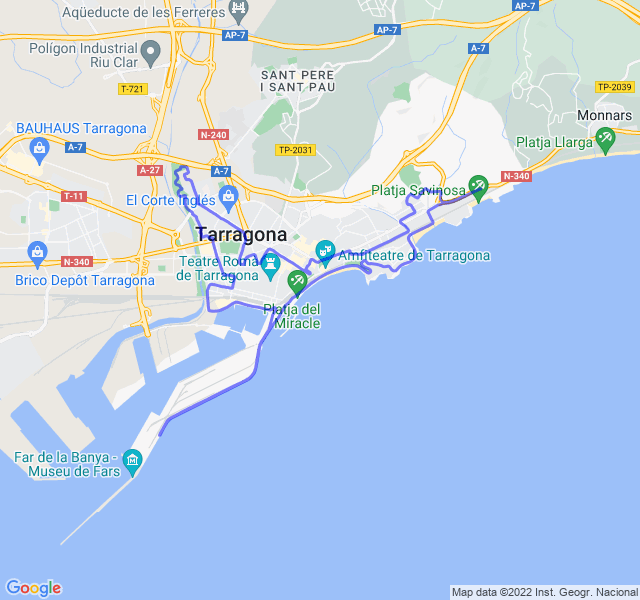 Aqüeducte de les Ferreres
AP-7
AP-7
AP-7
A-7
Polígon Industrial
Riu Clar
T-721
SANT PERE
I SANT PAU
TP-2039
Monnars
BAUHAUS Tarragona
N-240
TP-2031
Platja Llarga
A-7
A-27
A-7
N-340
T-11
El Corte Inglés
Platja Savinosa
Tarragona
Amfiteatre de Tarragona
N-340
Teatre Romà
de Tarragona
Brico Depôt Tarragona
Platja del
Miracle
Far de la Banya -
Museu de Fars
Google
Map data ©2022 Inst. Geogr. Nacional